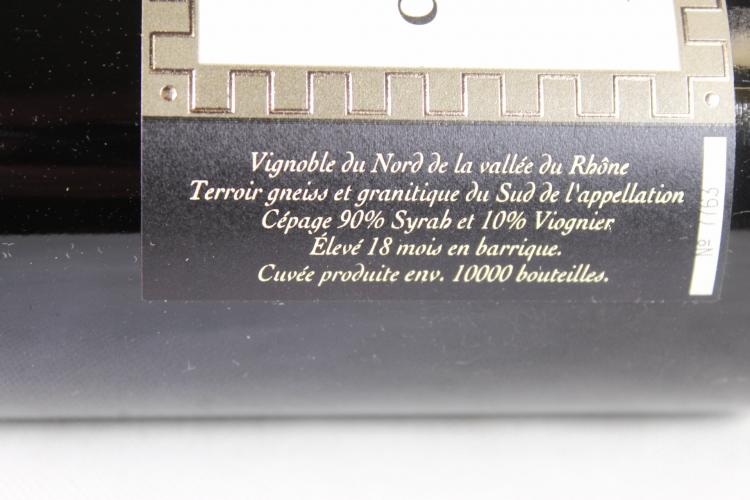 Vignoble du Nord de la vallée du Rhône
Terroir gneiss et granitique du Sud de l'appellation
Cépage 90% Syrah et 10% Viognier
Élevé 18 mois en barrique.
Cuvée produite env. 10000 bouteilles.
Nº 7763